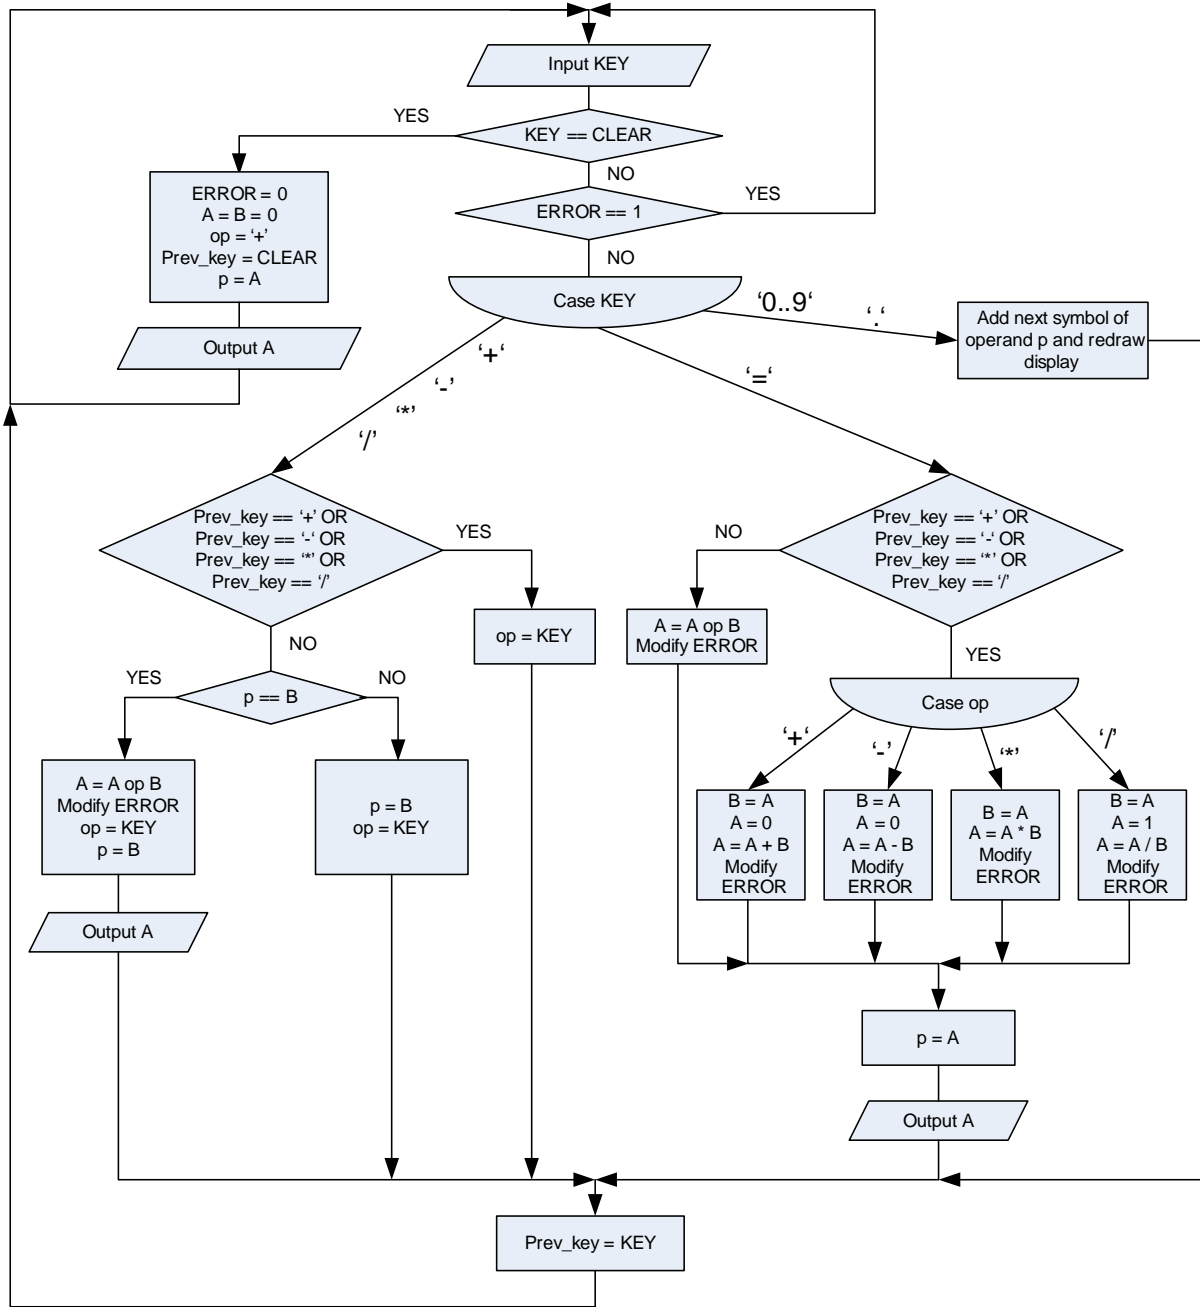 Input KEY
YES
KEY == CLEAR
NO
ERROR == 1
YES
ERROR = 0
A = B = 0
op = ‘+’
Prev_key = CLEAR
p = A
NO
Case KEY
‘0..9‘
‘.‘
Add next symbol of
operand p and redraw
display
Output A
‘+‘
‘-‘
‘*’
‘/’
‘=‘
Prev_key == ‘+’ OR
Prev_key == ‘-‘ OR
Prev_key == ‘*’ OR
Prev_key == ‘/’
YES
NO
op = KEY
YES
p == B
NO
A = A op B
Modify ERROR
op = KEY
p = B
p = B
op = KEY
Output A
Prev_key == ‘+’ OR
Prev_key == ‘-‘ OR
Prev_key == ‘*’ OR
Prev_key == ‘/’
NO
A = A op B
Modify ERROR
YES
Case op
‘+‘
‘-’
‘*’
‘/’
B = A
A = 0
A = A + B
Modify
ERROR
B = A
A = 0
A = A - B
Modify
ERROR
B = A
A = A * B
Modify
ERROR
B = A
A = 1
A = A / B
Modify
ERROR
p = A
Output A
Prev_key = KEY